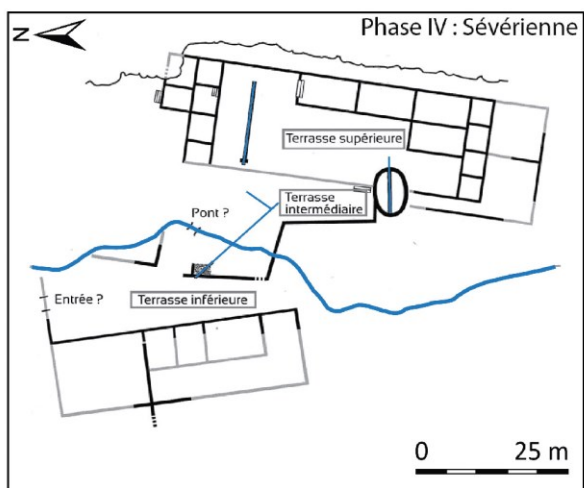 Phase IV : Sévérienne
N
Terrasse supérieure
Terrasse
intermédiaire
Pont ?
Entrée ?
Terrasse inférieure
0 25 m